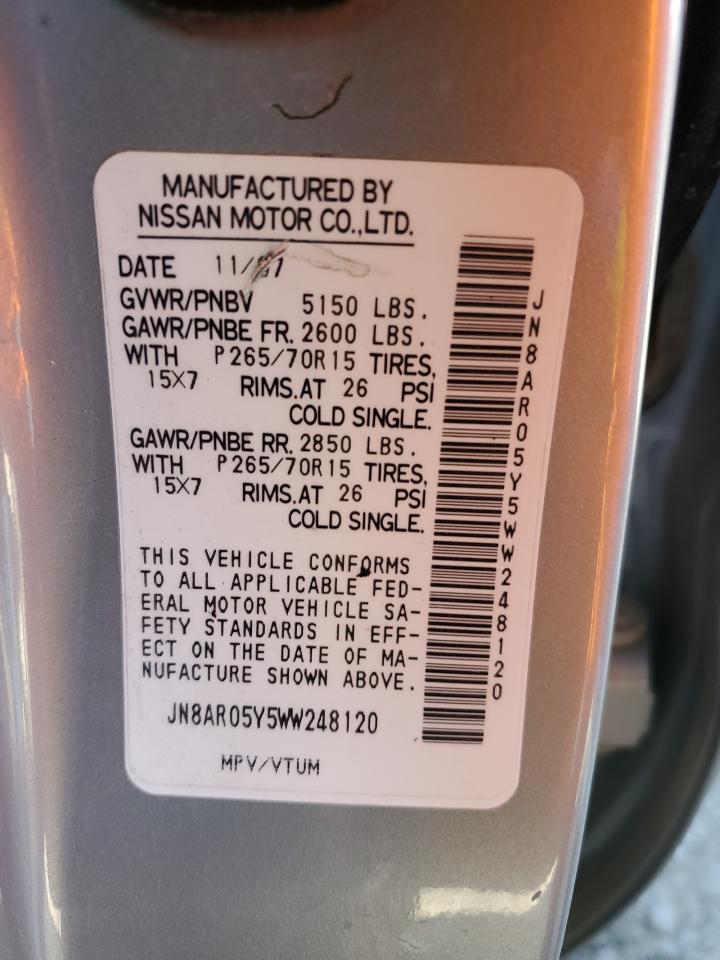 MANUFACTURED BY
NISSAN MOTOR CO.,LTD.
DATE 11/97
GVWR/PNBV 5150 LBS.
GAWR/PNBE FR. 2600 LBS.
WITH P265/70R15 TIRES,
15X7 RIMS.AT 26 PSI
COLD SINGLE.
GAWR/PNBE RR. 2850 LBS.
WITH P265/70R15 TIRES,
15X7 RIMS.AT 26 PSI
COLD SINGLE.
THIS VEHICLE CONFORMS
TO ALL APPLICABLE FED-
ERAL MOTOR VEHICLE SA-
FETY STANDARDS IN EFF-
ECT ON THE DATE OF MA-
NUFACTURE SHOWN ABOVE.
JN8AR05Y5WW248120
MPV/VTUM
JN8AR05Y5WW248120